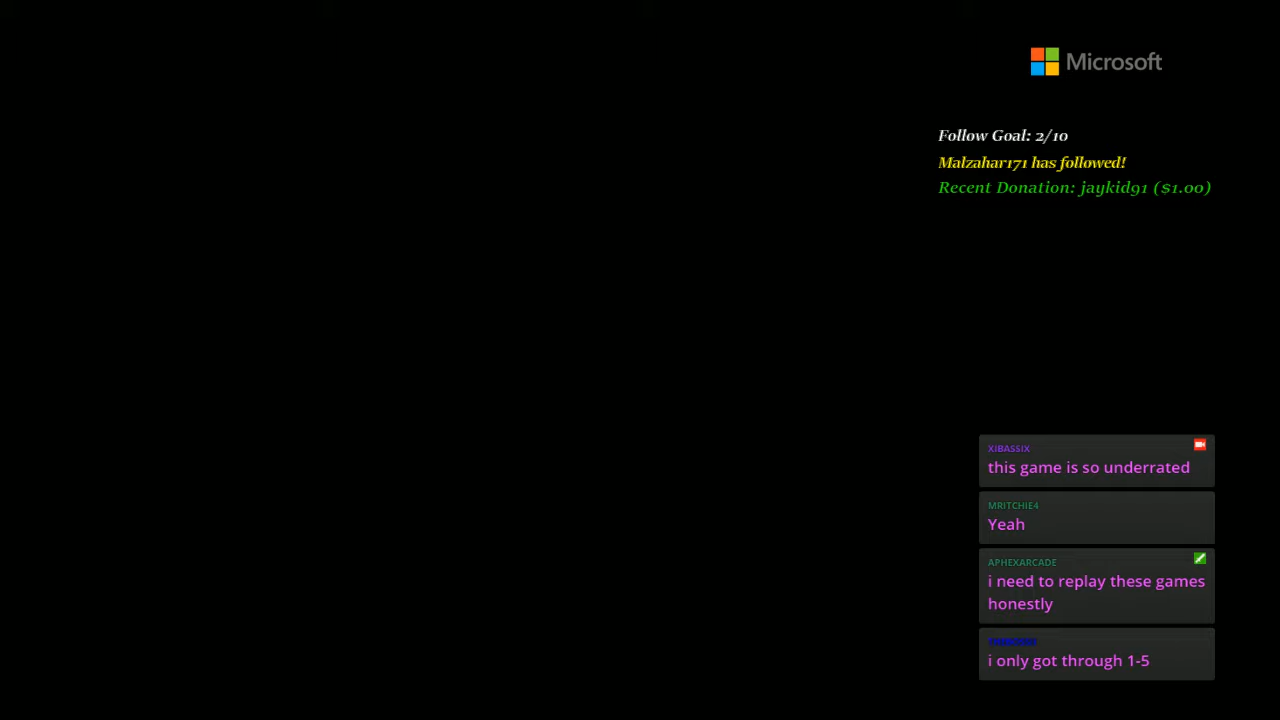 Microsoft
Follow Goal: 2/10
Malzahar171 has followed!
Recent Donation: jaykid91 ($1.00)
XIBASSIX
this game is so underrated
MRITCHIE4
Yeah
APHEXARCADE
i need to replay these games
honestly
i only got through 1-5